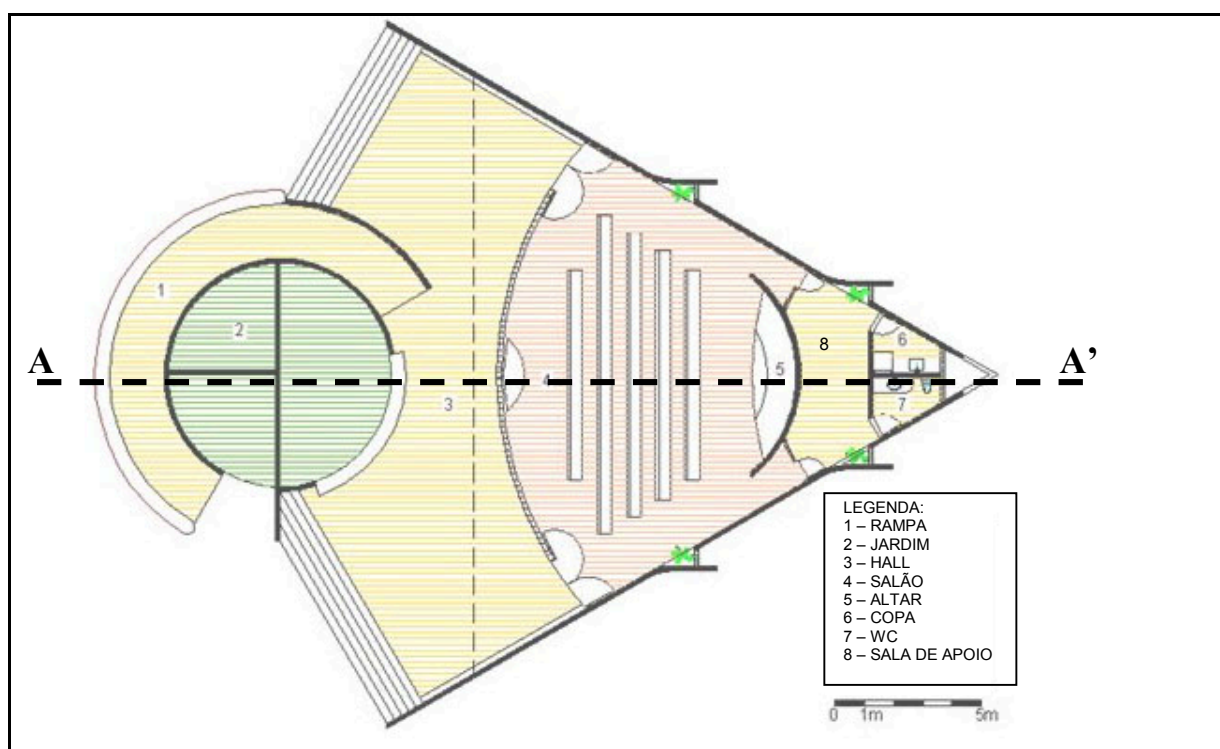 1
2
6
A
8
A’
4
5
3
7
LEGENDA:
1 – RAMPA
2 – JARDIM
3 – HALL
4 – SALÃO
5 – ALTAR
6 – COPA
7 – WC
8 – SALA DE APOIO
0 1m 5m